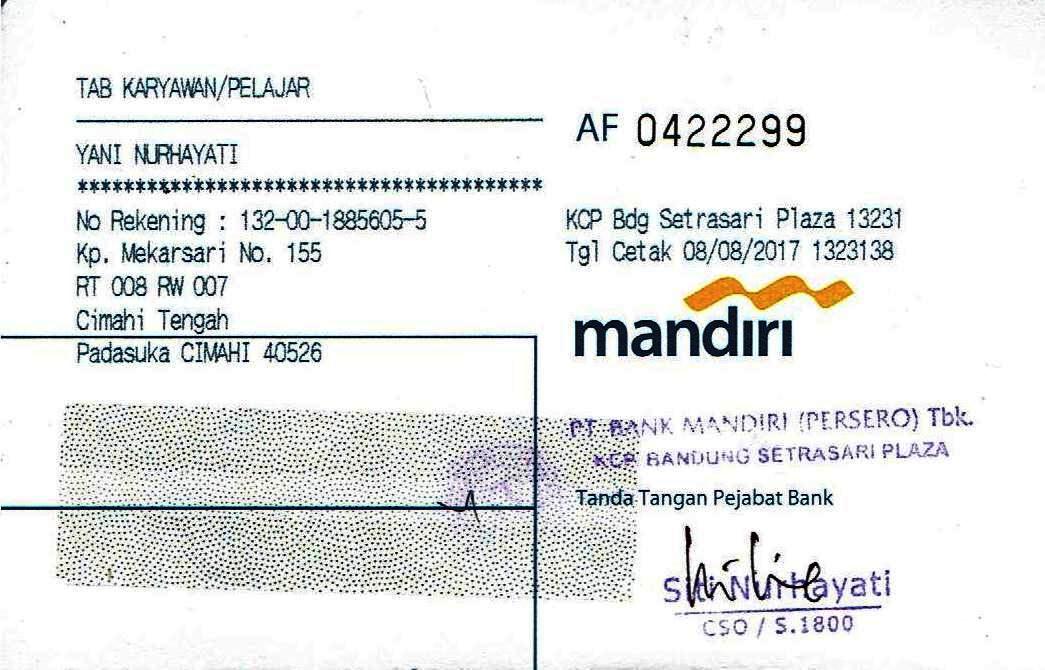 TAB KARYAWAN/PELAJAR
YANI NURHAYATI
****************************************
No Rekening : 132-00-1885605-5
Kp. Mekarsari No. 155
RT 008 RW 007
Cimahi Tengah
Padasuka CIMAHI 40526
AF 0422299
KCP Bdg Setrasari Plaza 13231
Tgl Cetak 08/08/2017 1323138
mandiri
PT BANK MANDIRI (PERSERO) Tbk.
KCP BANDUNG SETRASARI PLAZA
Tanda Tangan Pejabat Bank
Siti Nurhayati
CSO / S.1800